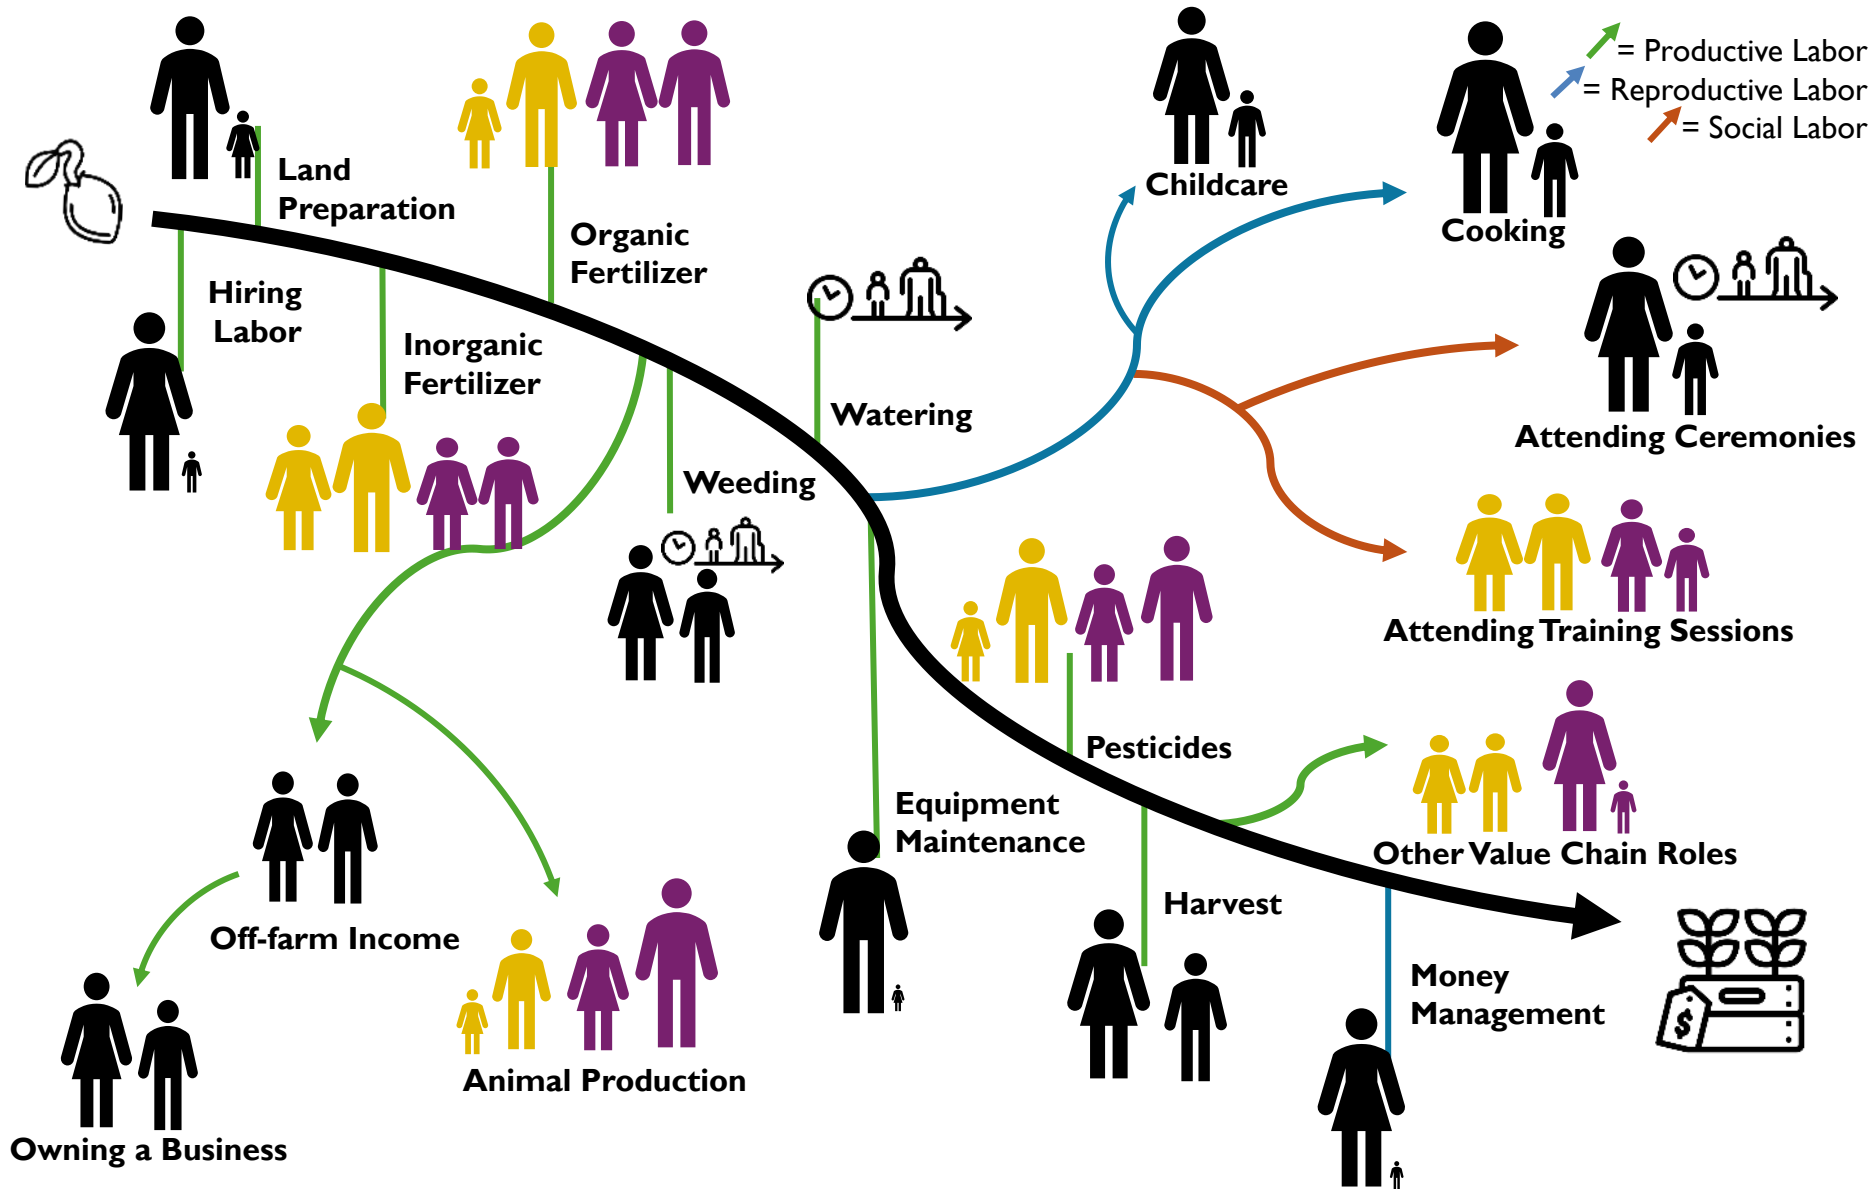 = Productive Labor
= Reproductive Labor
= Social Labor
Land
Preparation
Childcare
Cooking
Organic
Fertilizer
Hiring
Labor
Inorganic
Fertilizer
Watering
Attending Ceremonies
Weeding
Attending Training Sessions
Pesticides
Equipment
Maintenance
Other Value Chain Roles
Harvest
Off-farm Income
Money
Management
$
Animal Production
Owning a Business